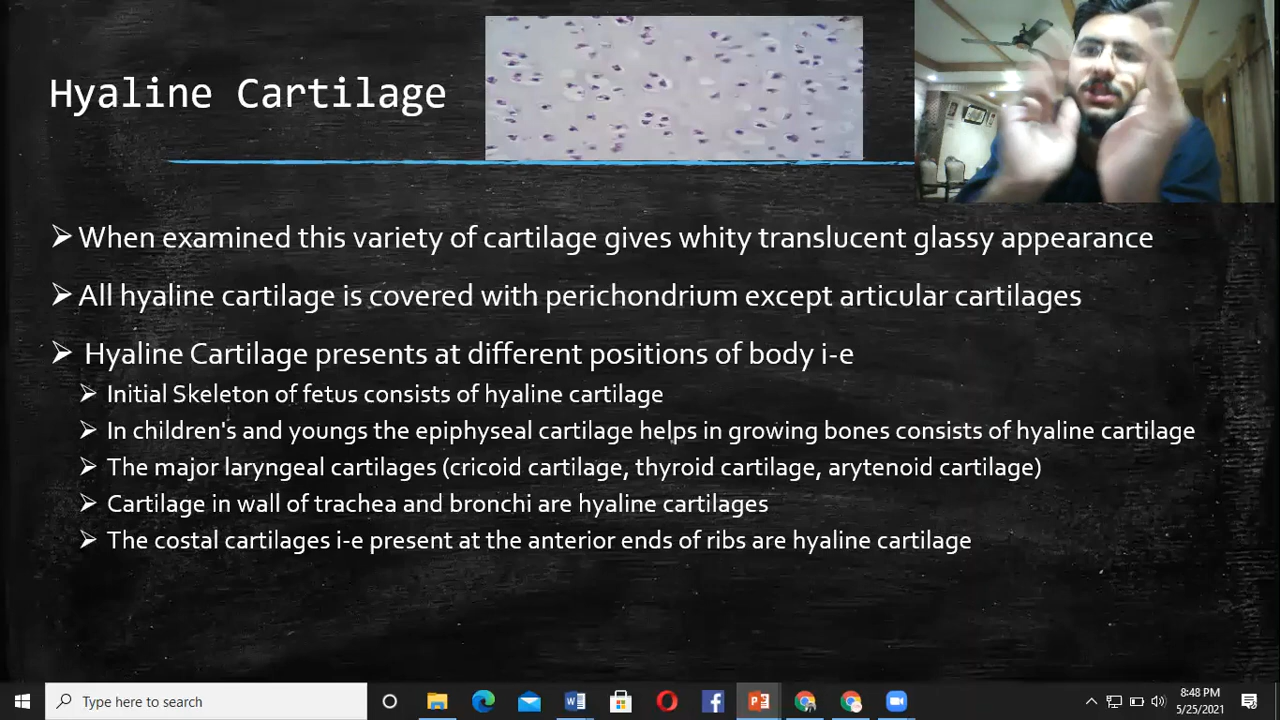 Hyaline Cartilage
When examined this variety of cartilage gives whity translucent glassy appearance
All hyaline cartilage is covered with perichondrium except articular cartilages
Hyaline Cartilage presents at different positions of body i-e
Initial Skeleton of fetus consists of hyaline cartilage
In children's and youngs the epiphyseal cartilage helps in growing bones consists of hyaline cartilage
The major laryngeal cartilages (cricoid cartilage, thyroid cartilage, arytenoid cartilage)
Cartilage in wall of trachea and bronchi are hyaline cartilages
The costal cartilages i-e present at the anterior ends of ribs are hyaline cartilage
Type here to search
8:48 PM
5/25/2021